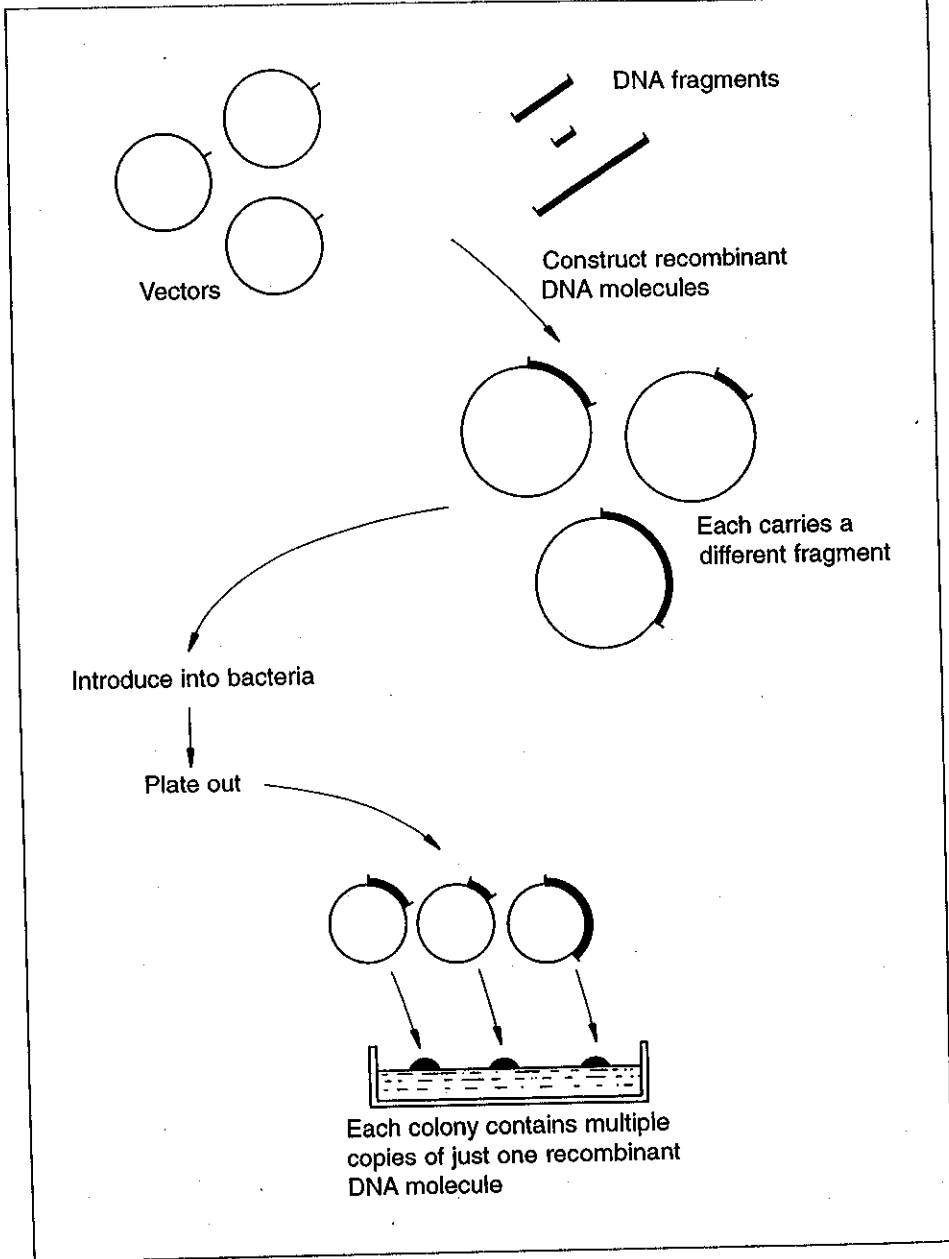 DNA fragments
Vectors
Construct recombinant
DNA molecules
Each carries a
different fragment
Introduce into bacteria
Plate out
Each colony contains multiple
copies of just one recombinant
DNA molecule